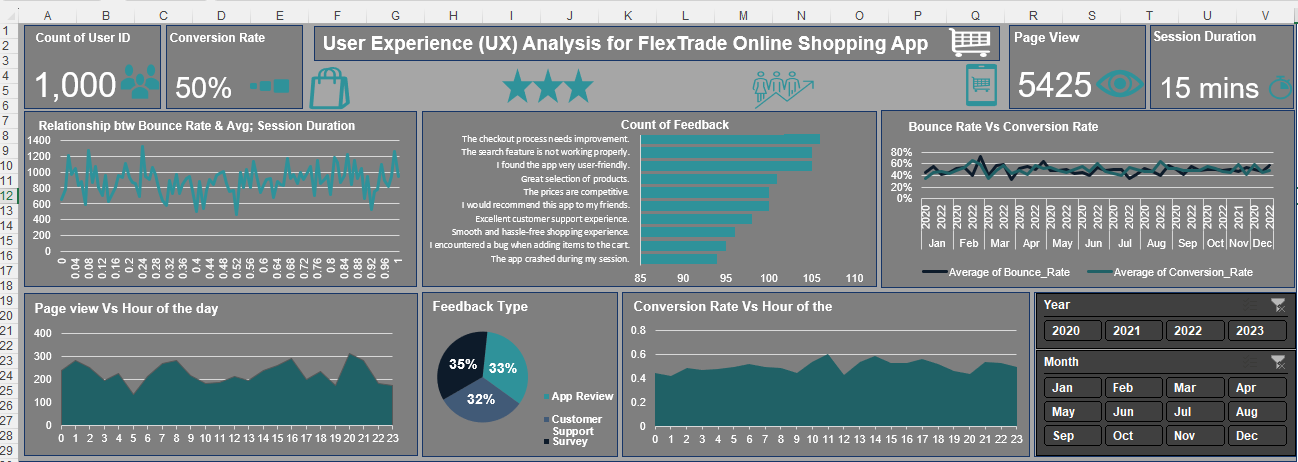 A B C D E F G H I J K L M N O P Q R S T U V
1
2
3
4
5
6
7
8
9
10
11
12
13
14
15
16
17
18
19
20
21
22
23
24
25
26
27
28
29
Count of User ID
1,000
Conversion Rate
50%
User Experience (UX) Analysis for FlexTrade Online Shopping App
Page View
5425
Session Duration
15 mins
Relationship btw Bounce Rate & Avg; Session Duration
1400
1200
1000
800
600
400
200
0
0 0.04 0.08 0.12 0.16 0.2 0.24 0.28 0.32 0.36 0.4 0.44 0.48 0.52 0.56 0.6 0.64 0.68 0.72 0.76 0.8 0.84 0.88 0.92 0.96 1
Count of Feedback
The checkout process needs improvement.
The search feature is not working properly.
I found the app very user-friendly.
Great selection of products.
The prices are competitive.
I would recommend this app to my friends.
Excellent customer support experience.
Smooth and hassle-free shopping experience.
I encountered a bug when adding items to the cart.
The app crashed during my session.
85 90 95 100 105 110
Bounce Rate Vs Conversion Rate
80%
60%
40%
20%
0%
2020 2022 2020 2022 2020 2022 2020 2022 2020 2022 2020 2022 2020 2022 2020 2022 2020 2022 2020 2022 2021 2020 2022
Jan Feb Mar Apr May Jun Jul Aug Sep Oct Nov Dec
Average of Bounce_Rate Average of Conversion_Rate
Page view Vs Hour of the day
400
300
200
100
0
0 1 2 3 4 5 6 7 8 9 10 11 12 13 14 15 16 17 18 19 20 21 22 23
Feedback Type
35% 33%
32%
App Review
Customer
Support
Survey
Conversion Rate Vs Hour of the
0.8
0.6
0.4
0.2
0
0 1 2 3 4 5 6 7 8 9 10 11 12 13 14 15 16 17 18 19 20 21 22 23
Year
2020 2021 2022 2023
Month
Jan Feb Mar Apr
May Jun Jul Aug
Sep Oct Nov Dec